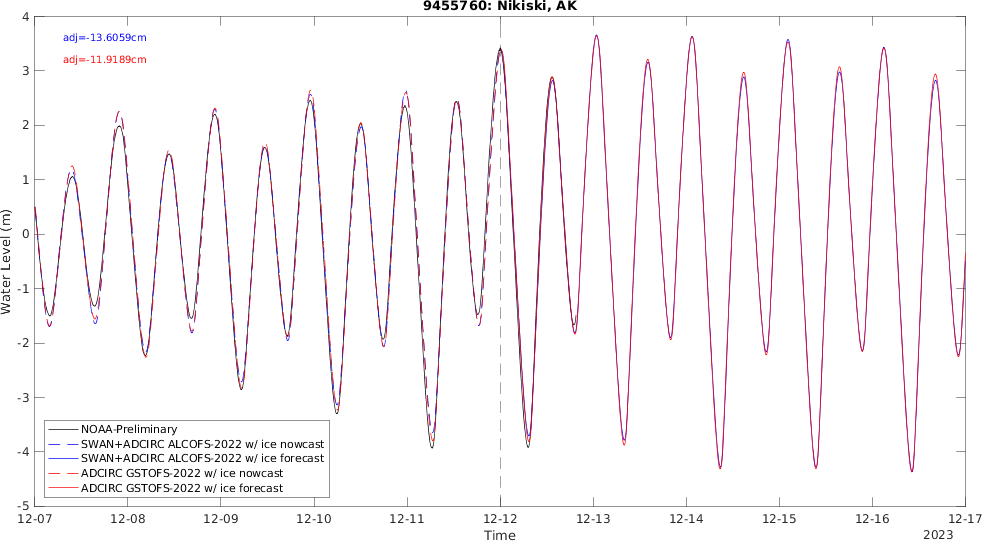 9455760: Nikiski, AK
adj=-13.6059cm
adj=-11.9189cm
4
3
2
1
0
-1
-2
-3
-4
-5
Water Level (m)
NOAA-Preliminary
SWAN+ADCIRC ALCOFS-2022 w/ ice nowcast
SWAN+ADCIRC ALCOFS-2022 w/ ice forecast
ADCIRC GSTOFS-2022 w/ ice nowcast
ADCIRC GSTOFS-2022 w/ ice forecast
12-07 12-08 12-09 12-10 12-11 12-12 12-13 12-14 12-15 12-16 12-17
Time
2023